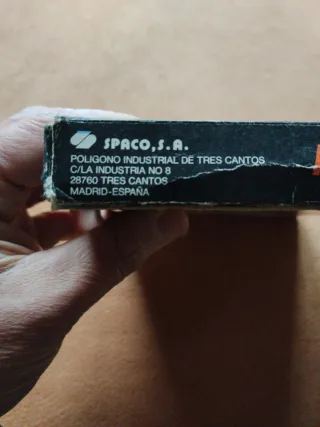 SPACO, S.A.
POLIGONO INDUSTRIAL DE TRES CANTOS
C/LA INDUSTRIA NO 8
28760 TRES CANTOS
MADRID-ESPAÑA